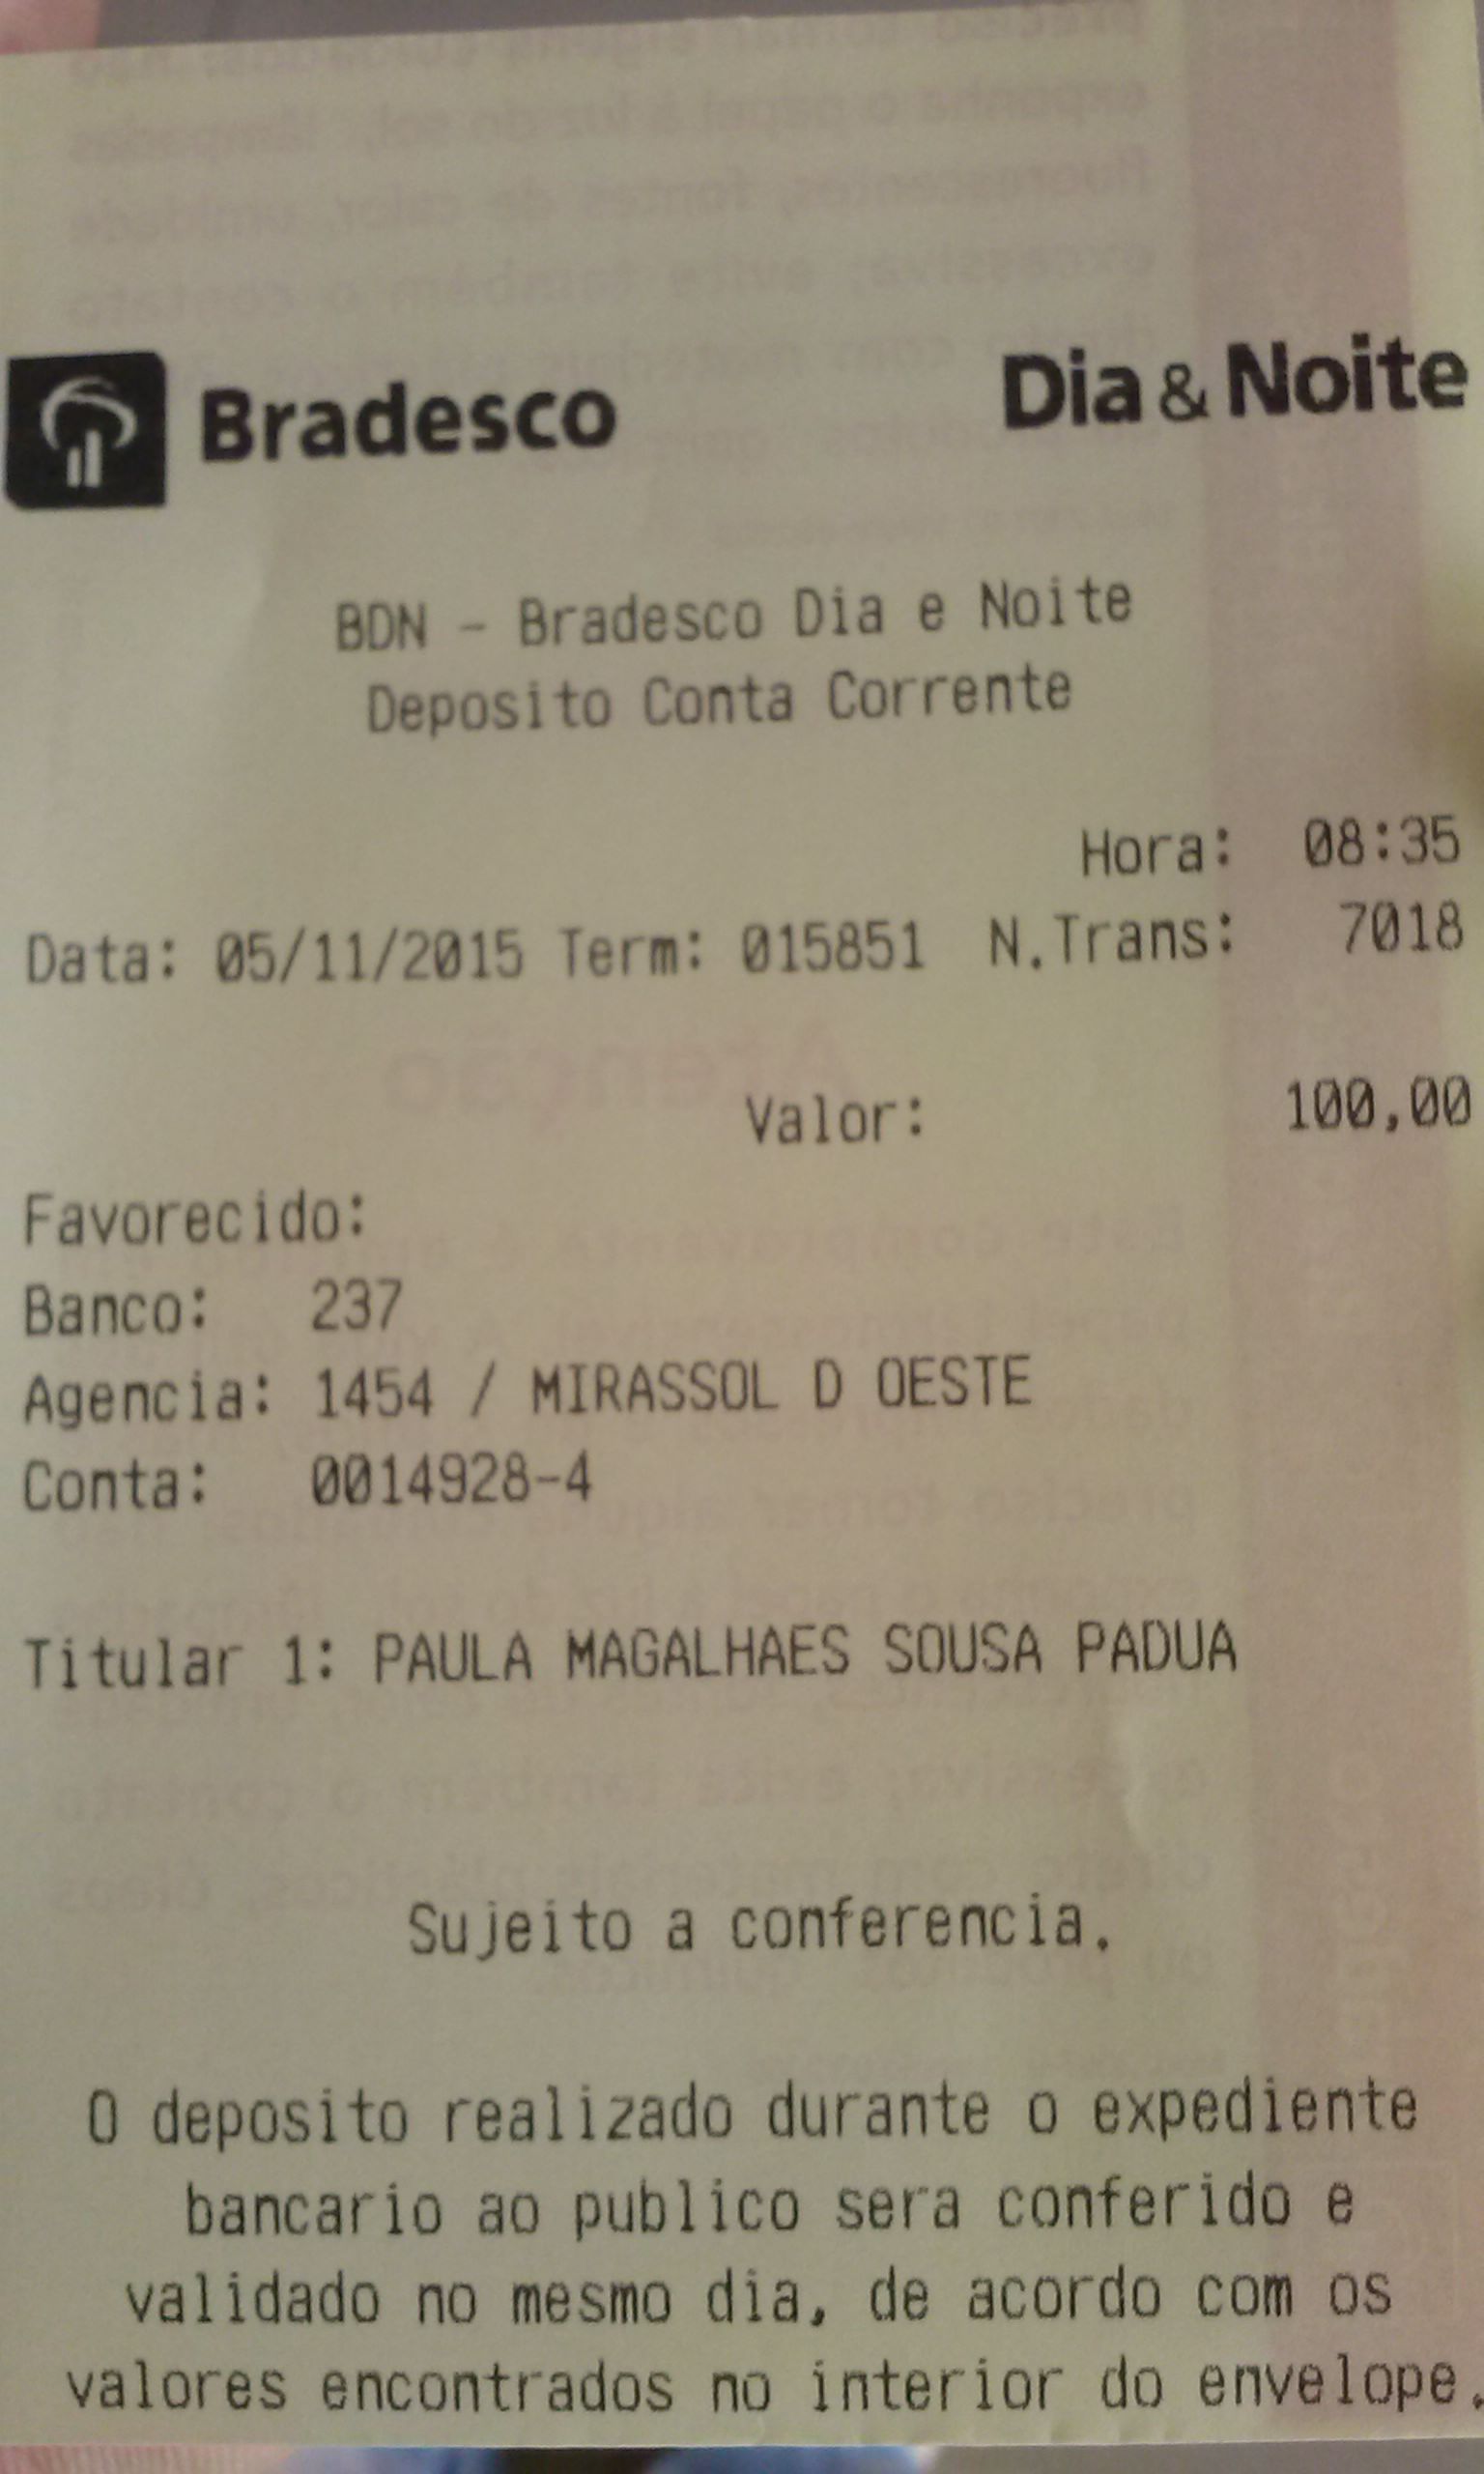 Bradesco Dia & Noite
BDN - Bradesco Dia e Noite
Deposito Conta Corrente
Hora: 08:35
Data: 05/11/2015 Term: 015851 N.Trans: 7018
Valor: 100,00
Favorecido:
Banco: 237
Agencia: 1454 / MIRASSOL D OESTE
Conta: 0014928-4
Titular 1: PAULA MAGALHAES SOUSA PADUA
Sujeito a conferencia.
O deposito realizado durante o expediente
bancario ao publico sera conferido e
validado no mesmo dia, de acordo com os
valores encontrados no interior do envelope.